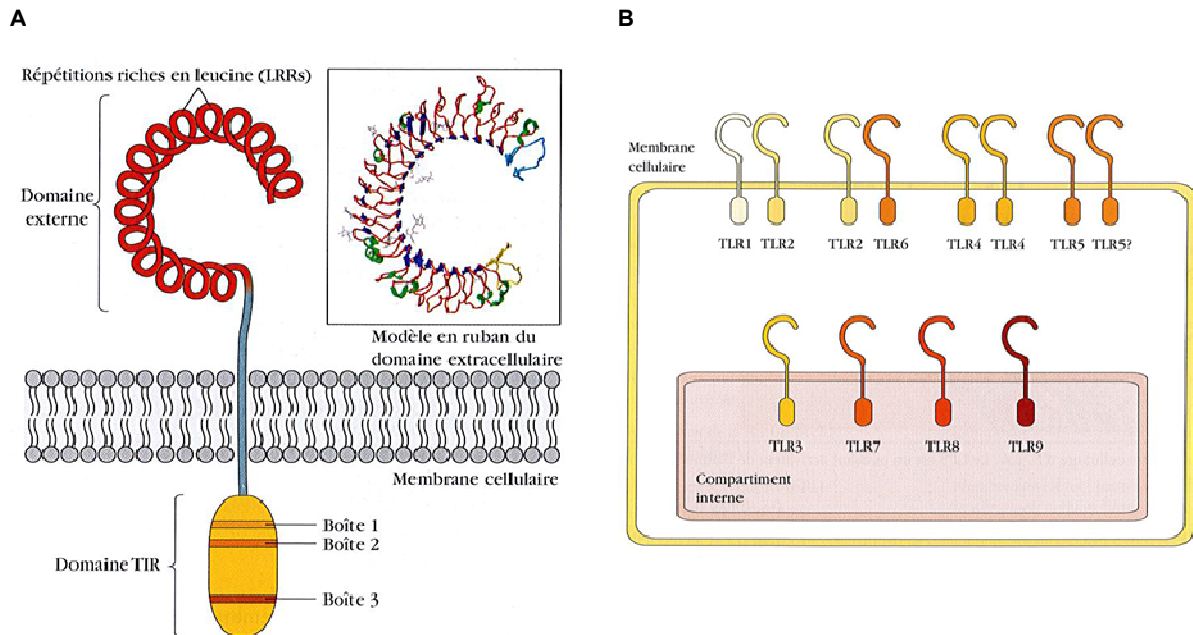 A
Répétitions riches en leucine (LRRs)
Domaine
externe
Modèle en ruban du
domaine extracellulaire
Membrane cellulaire
Boîte 1
Boîte 2
Domaine TIR
Boîte 3
B
Membrane
cellulaire
TLR1 TLR2 TLR2 TLR6 TLR4 TLR4 TLR5 TLR5?
TLR3 TLR7 TLR8 TLR9
Compartiment
interne